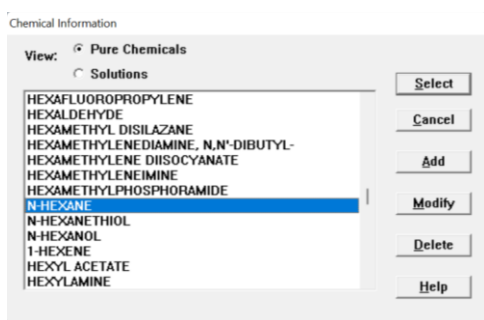 Chemical Information
View: Pure Chemicals
Solutions
HEXAFLUOROPROPYLENE
HEXALDEHYDE
HEXAMETHYL DISILAZANE
HEXAMETHYLENEDIAMINE, N,N'-DIBUTYL-
HEXAMETHYLENE DIISOCYANATE
HEXAMETHYLENEIMINE
HEXAMETHYLPHOSPHORAMIDE
N-HEXANE
N-HEXANETHIOL
N-HEXANOL
1-HEXENE
HEXYL ACETATE
HEXYLAMINE
Select
Cancel
Add
Modify
Delete
Help